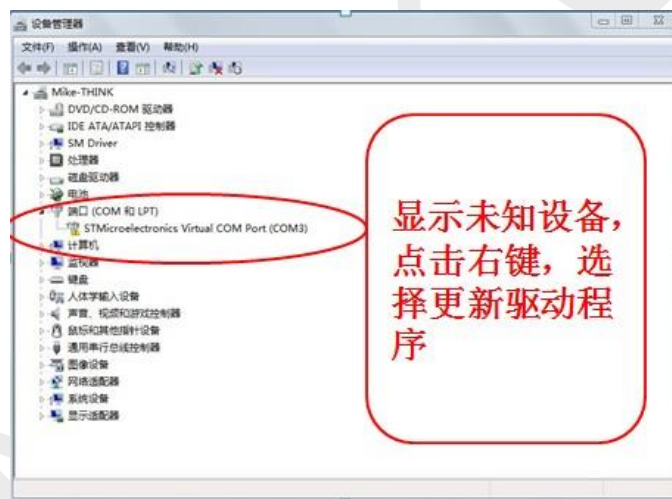 设备管理器
文件(F) 操作(A) 查看(V) 帮助(H)
Mike-THINK
DVD/CD-ROM 驱动器
IDE ATA/ATAPI 控制器
SM Driver
处理器
磁盘驱动器
电池
端口 (COM 和 LPT)
STMicroelectronics Virtual COM Port (COM3)
计算机
监视器
键盘
人体学输入设备
声音、视频和游戏控制器
鼠标和其他指针设备
通用串行总线控制器
图像设备
网络适配器
系统设备
显示适配器
显示未知设备，
点击右键，选
择更新驱动程
序